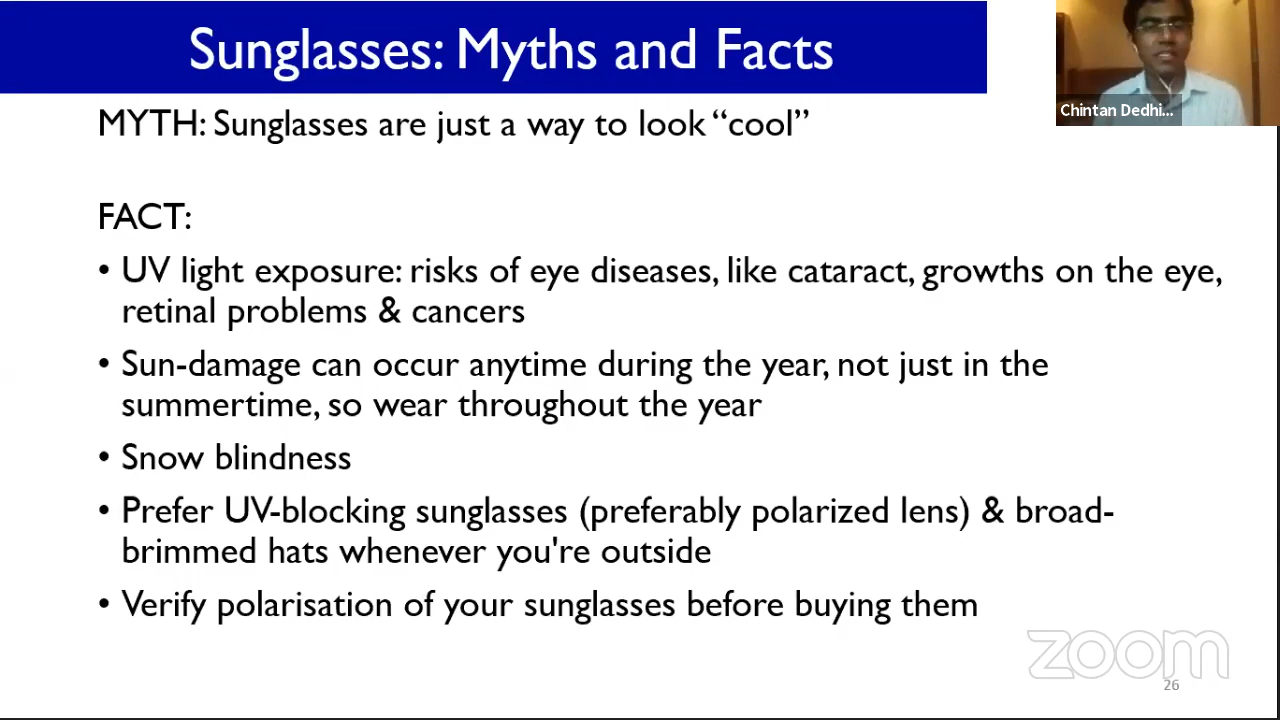 Sunglasses: Myths and Facts
Chintan Dedhi...
MYTH: Sunglasses are just a way to look “cool”
FACT:
• UV light exposure: risks of eye diseases, like cataract, growths on the eye,
retinal problems & cancers
• Sun-damage can occur anytime during the year, not just in the
summertime, so wear throughout the year
• Snow blindness
• Prefer UV-blocking sunglasses (preferably polarized lens) & broad-
brimmed hats whenever you're outside
• Verify polarisation of your sunglasses before buying them
zoom
26